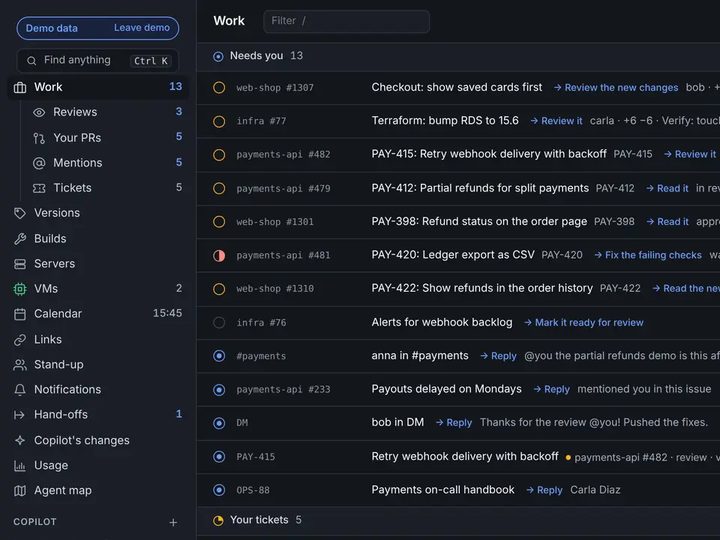 Demo data Leave demo
Find anything Ctrl K
Work 13
Reviews 3
Your PRs 5
Mentions 5
Tickets 5
Versions
Builds
Servers
VMs 2
Calendar 15:45
Links
Stand-up
Notifications
Hand-offs 1
Copilot's changes
Usage
Agent map
COPILOT +
Work Filter /
Needs you 13
web-shop #1307 Checkout: show saved cards first → Review the new changes bob · +
infra #77 Terraform: bump RDS to 15.6 → Review it carla · +6 −6 · Verify: touc
payments-api #482 PAY-415: Retry webhook delivery with backoff PAY-415 → Review it
payments-api #479 PAY-412: Partial refunds for split payments PAY-412 → Read it in re
web-shop #1301 PAY-398: Refund status on the order page PAY-398 → Read it appr
payments-api #481 PAY-420: Ledger export as CSV PAY-420 → Fix the failing checks wa
web-shop #1310 PAY-422: Show refunds in the order history PAY-422 → Read the new
infra #76 Alerts for webhook backlog → Mark it ready for review
#payments anna in #payments → Reply @you the partial refunds demo is this af
payments-api #233 Payouts delayed on Mondays → Reply mentioned you in this issue
DM bob in DM → Reply Thanks for the review @you! Pushed the fixes.
PAY-415 Retry webhook delivery with backoff payments-api #482 · review · v
OPS-88 Payments on-call handbook → Reply Carla Diaz
Your tickets 5